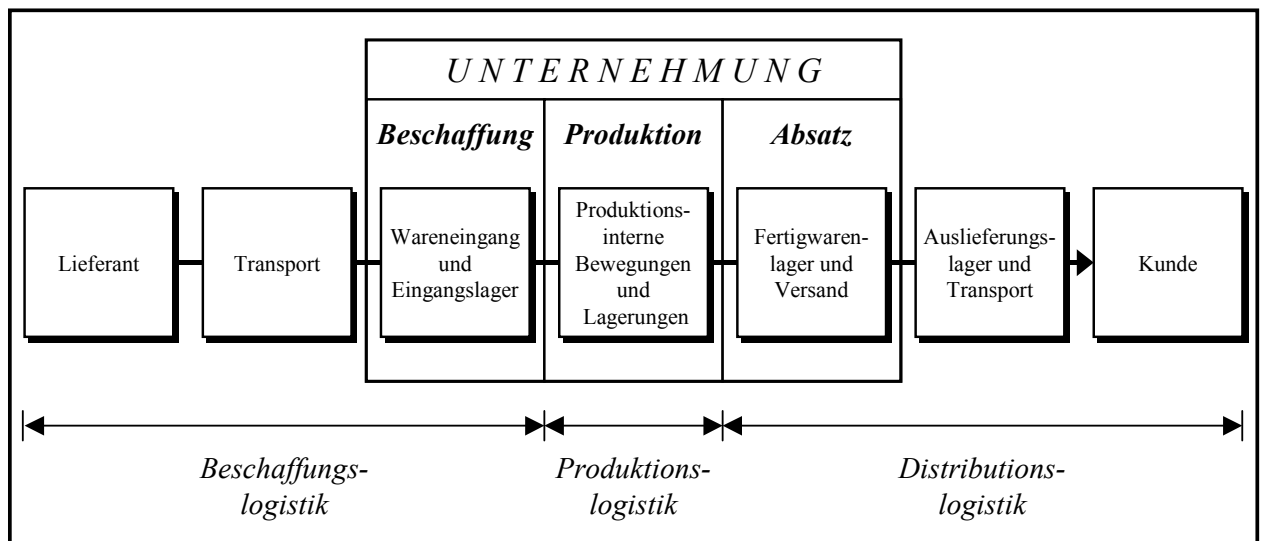 U N T E R N E H M U N G
Beschaffung
Produktion
Absatz
Lieferant
Transport
Wareneingang
und
Eingangslager
Produktions-
interne
Bewegungen
und
Lagerungen
Fertigwaren-
lager und
Versand
Auslieferungs-
lager und
Transport
Kunde
Beschaffungs-
logistik
Produktions-
logistik
Distributions-
logistik